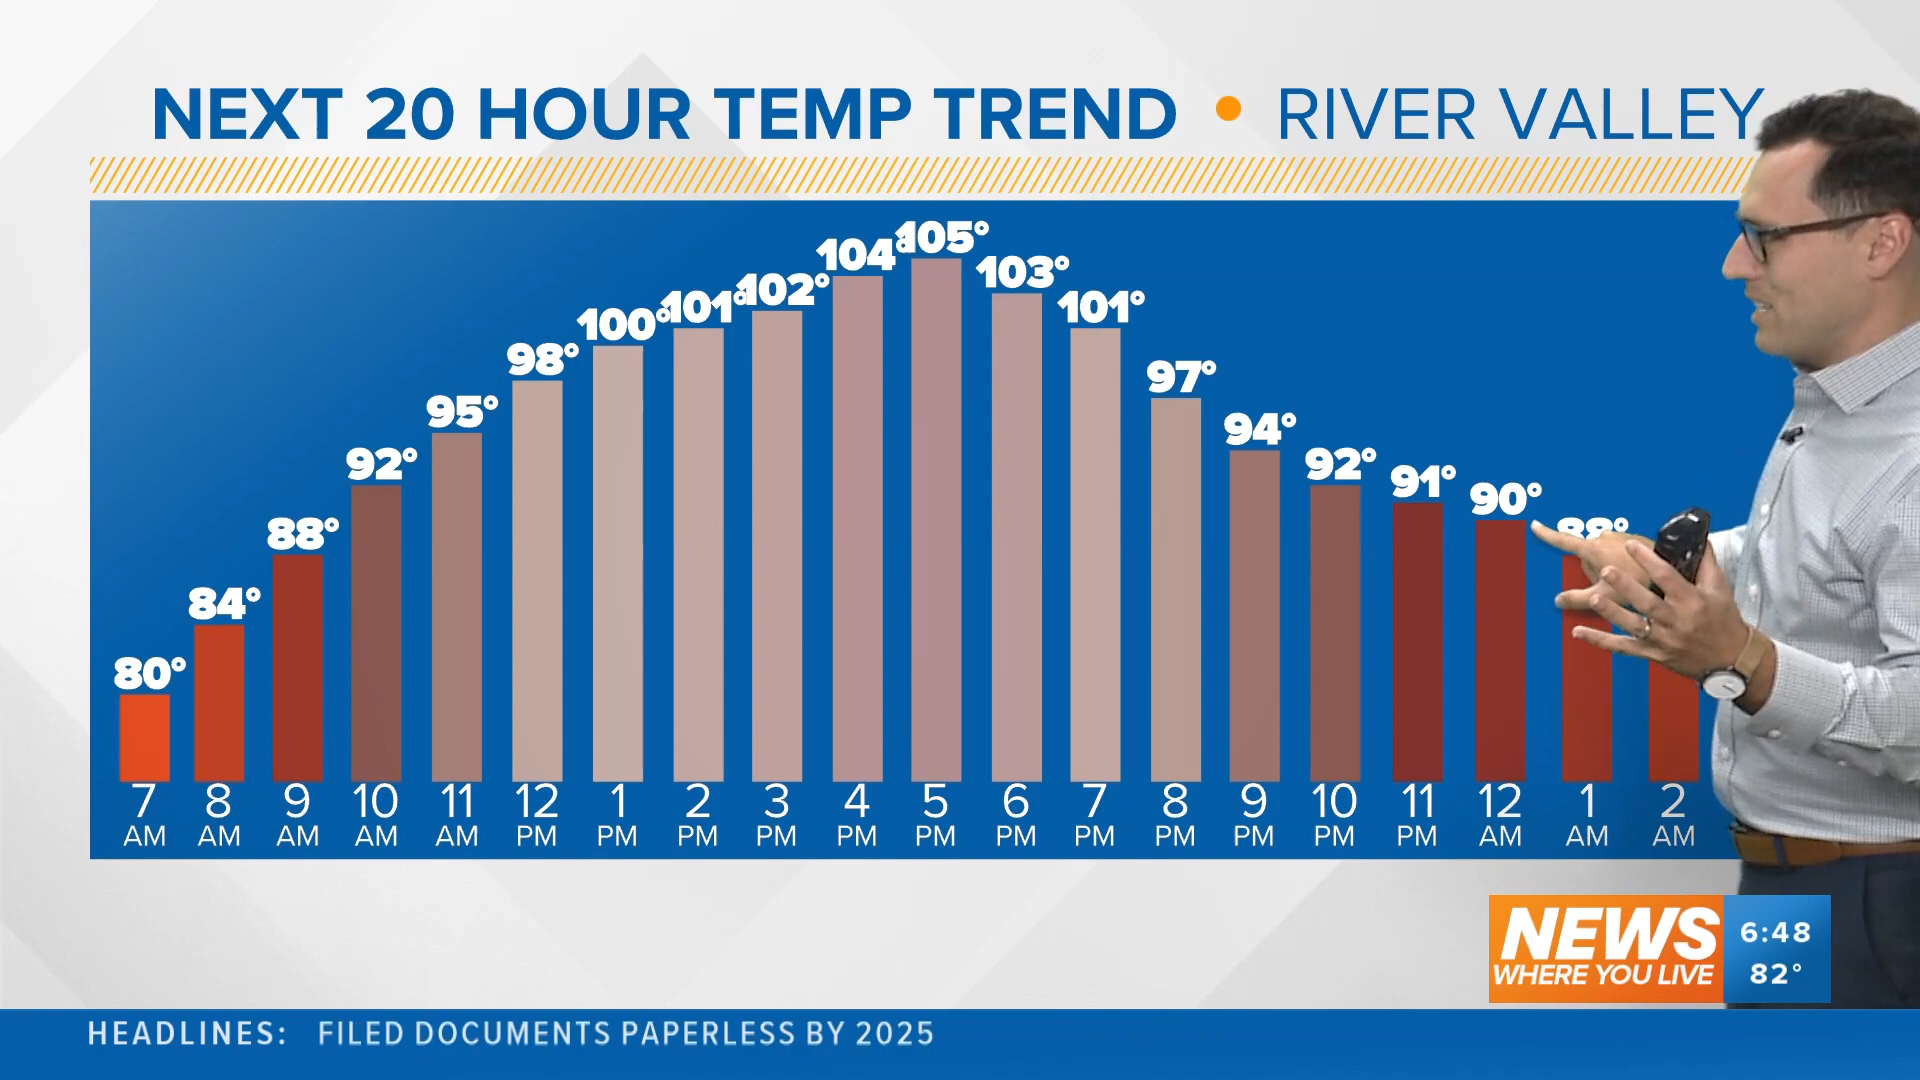 NEXT 20 HOUR TEMP TREND • RIVER VALLEY
80° 84° 88° 92° 95° 98° 100° 101° 102° 104° 105° 103° 101° 97° 94° 92° 91° 90° 88°
7 8 9 10 11 12 1 2 3 4 5 6 7 8 9 10 11 12 1 2
AM AM AM AM AM PM PM PM PM PM PM PM PM PM PM PM PM AM AM AM
NEWS
WHERE YOU LIVE
6:48
82°
HEADLINES: FILED DOCUMENTS PAPERLESS BY 2025